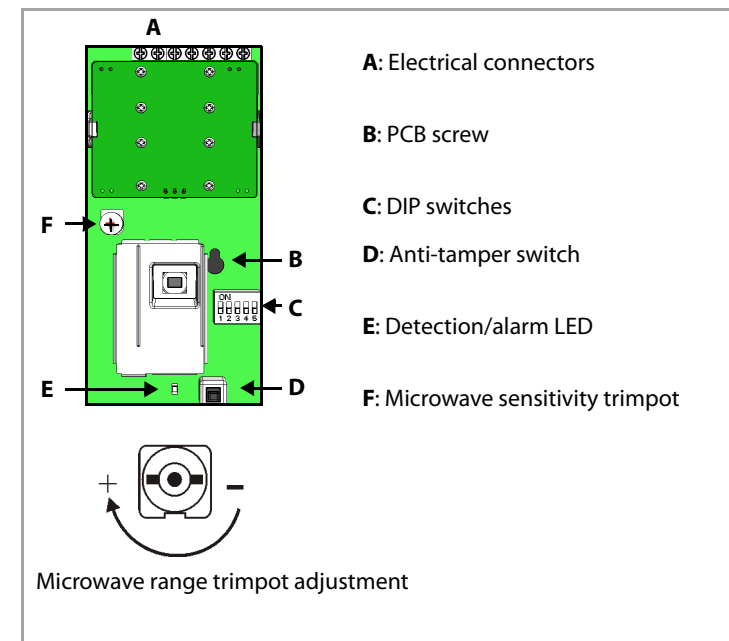 A
A: Electrical connectors
B: PCB screw
C: DIP switches
F
D: Anti-tamper switch
B
ON
1 2 3 4 5
C
E: Detection/alarm LED
E
D
F: Microwave sensitivity trimpot
+ -
Microwave range trimpot adjustment